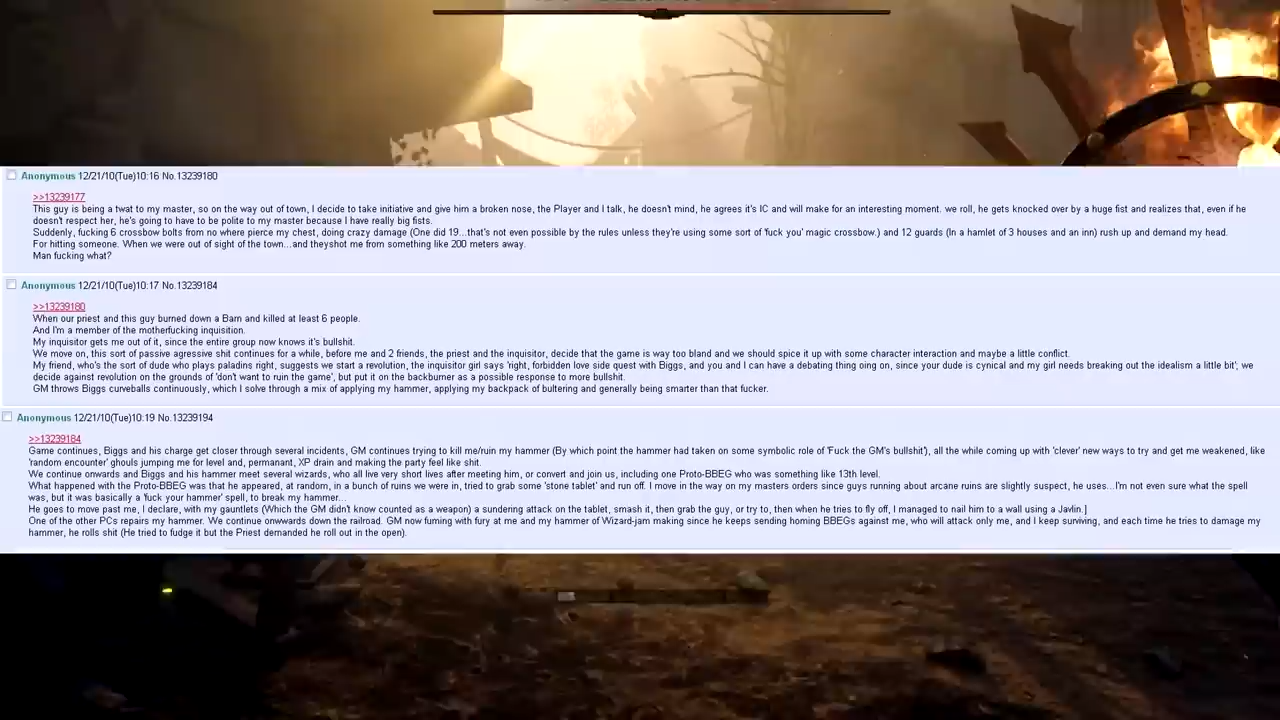 Anonymous 12/21/10(Tue)10:16 No.13239180
>>13239177
This guy is being a twat to my master, so on the way out of town, I decide to take initiative and give him a broken nose, the Player and I talk, he doesn't mind, he agrees it's IC and will make for an interesting moment. we roll, he gets knocked over by a huge fist and realizes that, even if he
doesn't respect her, he's going to have to be polite to my master because I have really big fists.
Suddenly, fucking 6 crossbow bolts from no where pierce my chest, doing crazy damage (One did 19...that's not even possible by the rules unless they're using some sort of 'fuck you' magic crossbow.) and 12 guards (In a hamlet of 3 houses and an inn) rush up and demand my head.
For hitting someone. When we were out of sight of the town...and theyshot me from something like 200 meters away.
Man fucking what?
Anonymous 12/21/10(Tue)10:17 No.13239184
>>13239180
When our priest and this guy burned down a Barn and killed at least 6 people.
And I'm a member of the motherfucking inquisition.
My inquisitor gets me out of it, since the entire group now knows it's bullshit.
We move on, this sort of passive agressive shit continues for a while, before me and 2 friends, the priest and the inquisitor, decide that the game is way too bland and we should spice it up with some character interaction and maybe a little conflict.
My friend, who's the sort of dude who plays paladins right, suggests we start a revolution, the inquisitor girl says 'right, forbidden love side quest with Biggs, and you and I can have a debating thing oing on, since your dude is cynical and my girl needs breaking out the idealism a little bit'; we
decide against revolution on the grounds of 'don't want to ruin the game', but put it on the backburner as a possible response to more bullshit.
GM throws Biggs curveballs continuously, which I solve through a mix of applying my hammer, applying my backpack of bultering and generally being smarter than that fucker.
Anonymous 12/21/10(Tue)10:19 No.13239194
>>13239184
Game continues, Biggs and his charge get closer through several incidents, GM continues trying to kill me/ruin my hammer (By which point the hammer had taken on some symbolic role of 'Fuck the GM's bullshit'), all the while coming up with 'clever' new ways to try and get me weakened, like
'random encounter' ghouls jumping me for level and, permanant, XP drain and making the party feel like shit.
We continue onwards and Biggs and his hammer meet several wizards, who all live very short lives after meeting him, or convert and join us, including one Proto-BBEG who was something like 13th level.
What happened with the Proto-BBEG was that he appeared, at random, in a bunch of ruins we were in, tried to grab some 'stone tablet' and run off. I move in the way on my masters orders since guys running about arcane ruins are slightly suspect, he uses...I'm not even sure what the spell
was, but it was basically a 'fuck your hammer' spell, to break my hammer...
He goes to move past me, I declare, with my gauntlets (Which the GM didn't know counted as a weapon) a sundering attack on the tablet, smash it, then grab the guy, or try to, then when he tries to fly off, I managed to nail him to a wall using a Javlin.]
One of the other PCs repairs my hammer. We continue onwwards down the railroad. GM now fuming with fury at me and my hammer of Wizard-jam making since he keeps sending homing BBEGs against me, who will attack only me, and I keep surviving, and each time he tries to damage my
hammer, he rolls shit (He tried to fudge it but the Priest demanded he roll out in the open).